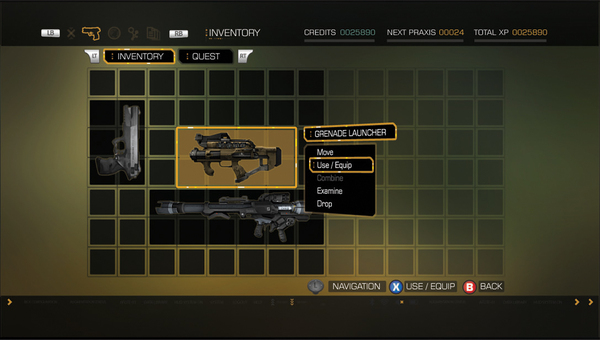 LB RB INVENTORY CREDITS 0025890 NEXT PRAXIS 00024 TOTAL XP 0025890
LT INVENTORY QUEST RT
GRENADE LAUNCHER
Move
Use / Equip
Combine
Examine
Drop
NAVIGATION X USE / EQUIP B BACK